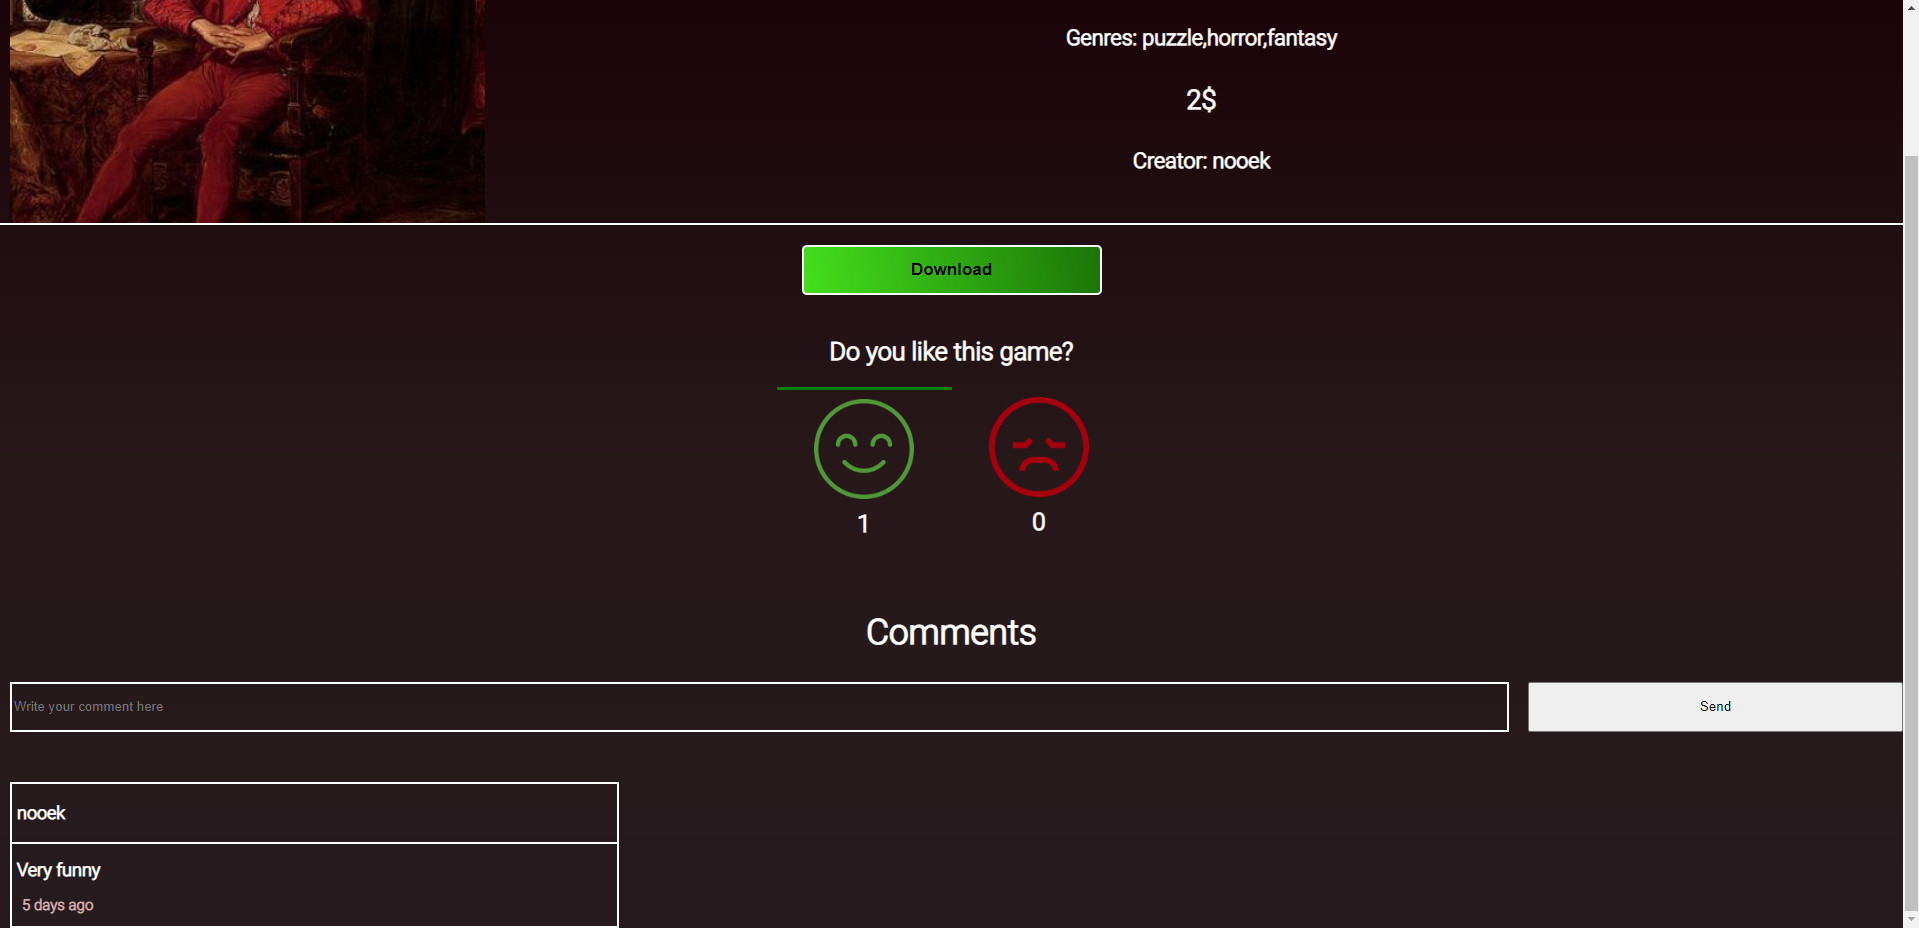 Genres: puzzle,horror,fantasy
2$
Creator: nooek
Download
Do you like this game?
1
0
Comments
Write your comment here
Send
nooek
Very funny
5 days ago